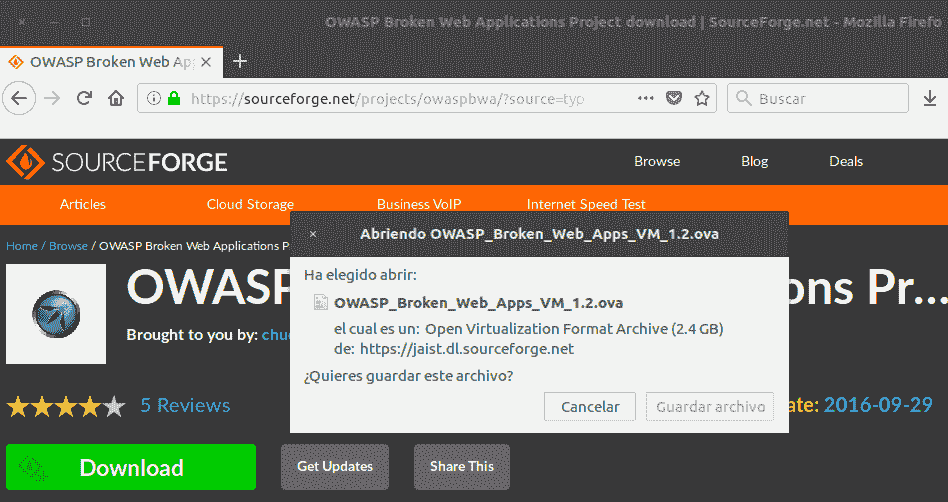 OWASP Broken Web Applications Project download | SourceForge.net - Mozilla Firefo
OWASP Broken Web Ap
https://sourceforge.net/projects/owaspbwa/?source=typ
Buscar
SOURCEFORGE
Browse
Blog
Deals
Articles
Cloud Storage
Business VoIP
Internet Speed Test
Home / Browse / OWASP Broken Web Applications P
Abriendo OWASP_Broken_Web_Apps_VM_1.2.ova
Ha elegido abrir:
OWASP_Broken_Web_Apps_VM_1.2.ova
el cual es un: Open Virtualization Format Archive (2.4 GB)
de: https://jaist.dl.sourceforge.net
¿Quieres guardar este archivo?
Cancelar
Guardar archivo
OWASP
ons Pr...
Brought to you by: chu
5 Reviews
ate: 2016-09-29
Download
Get Updates
Share This